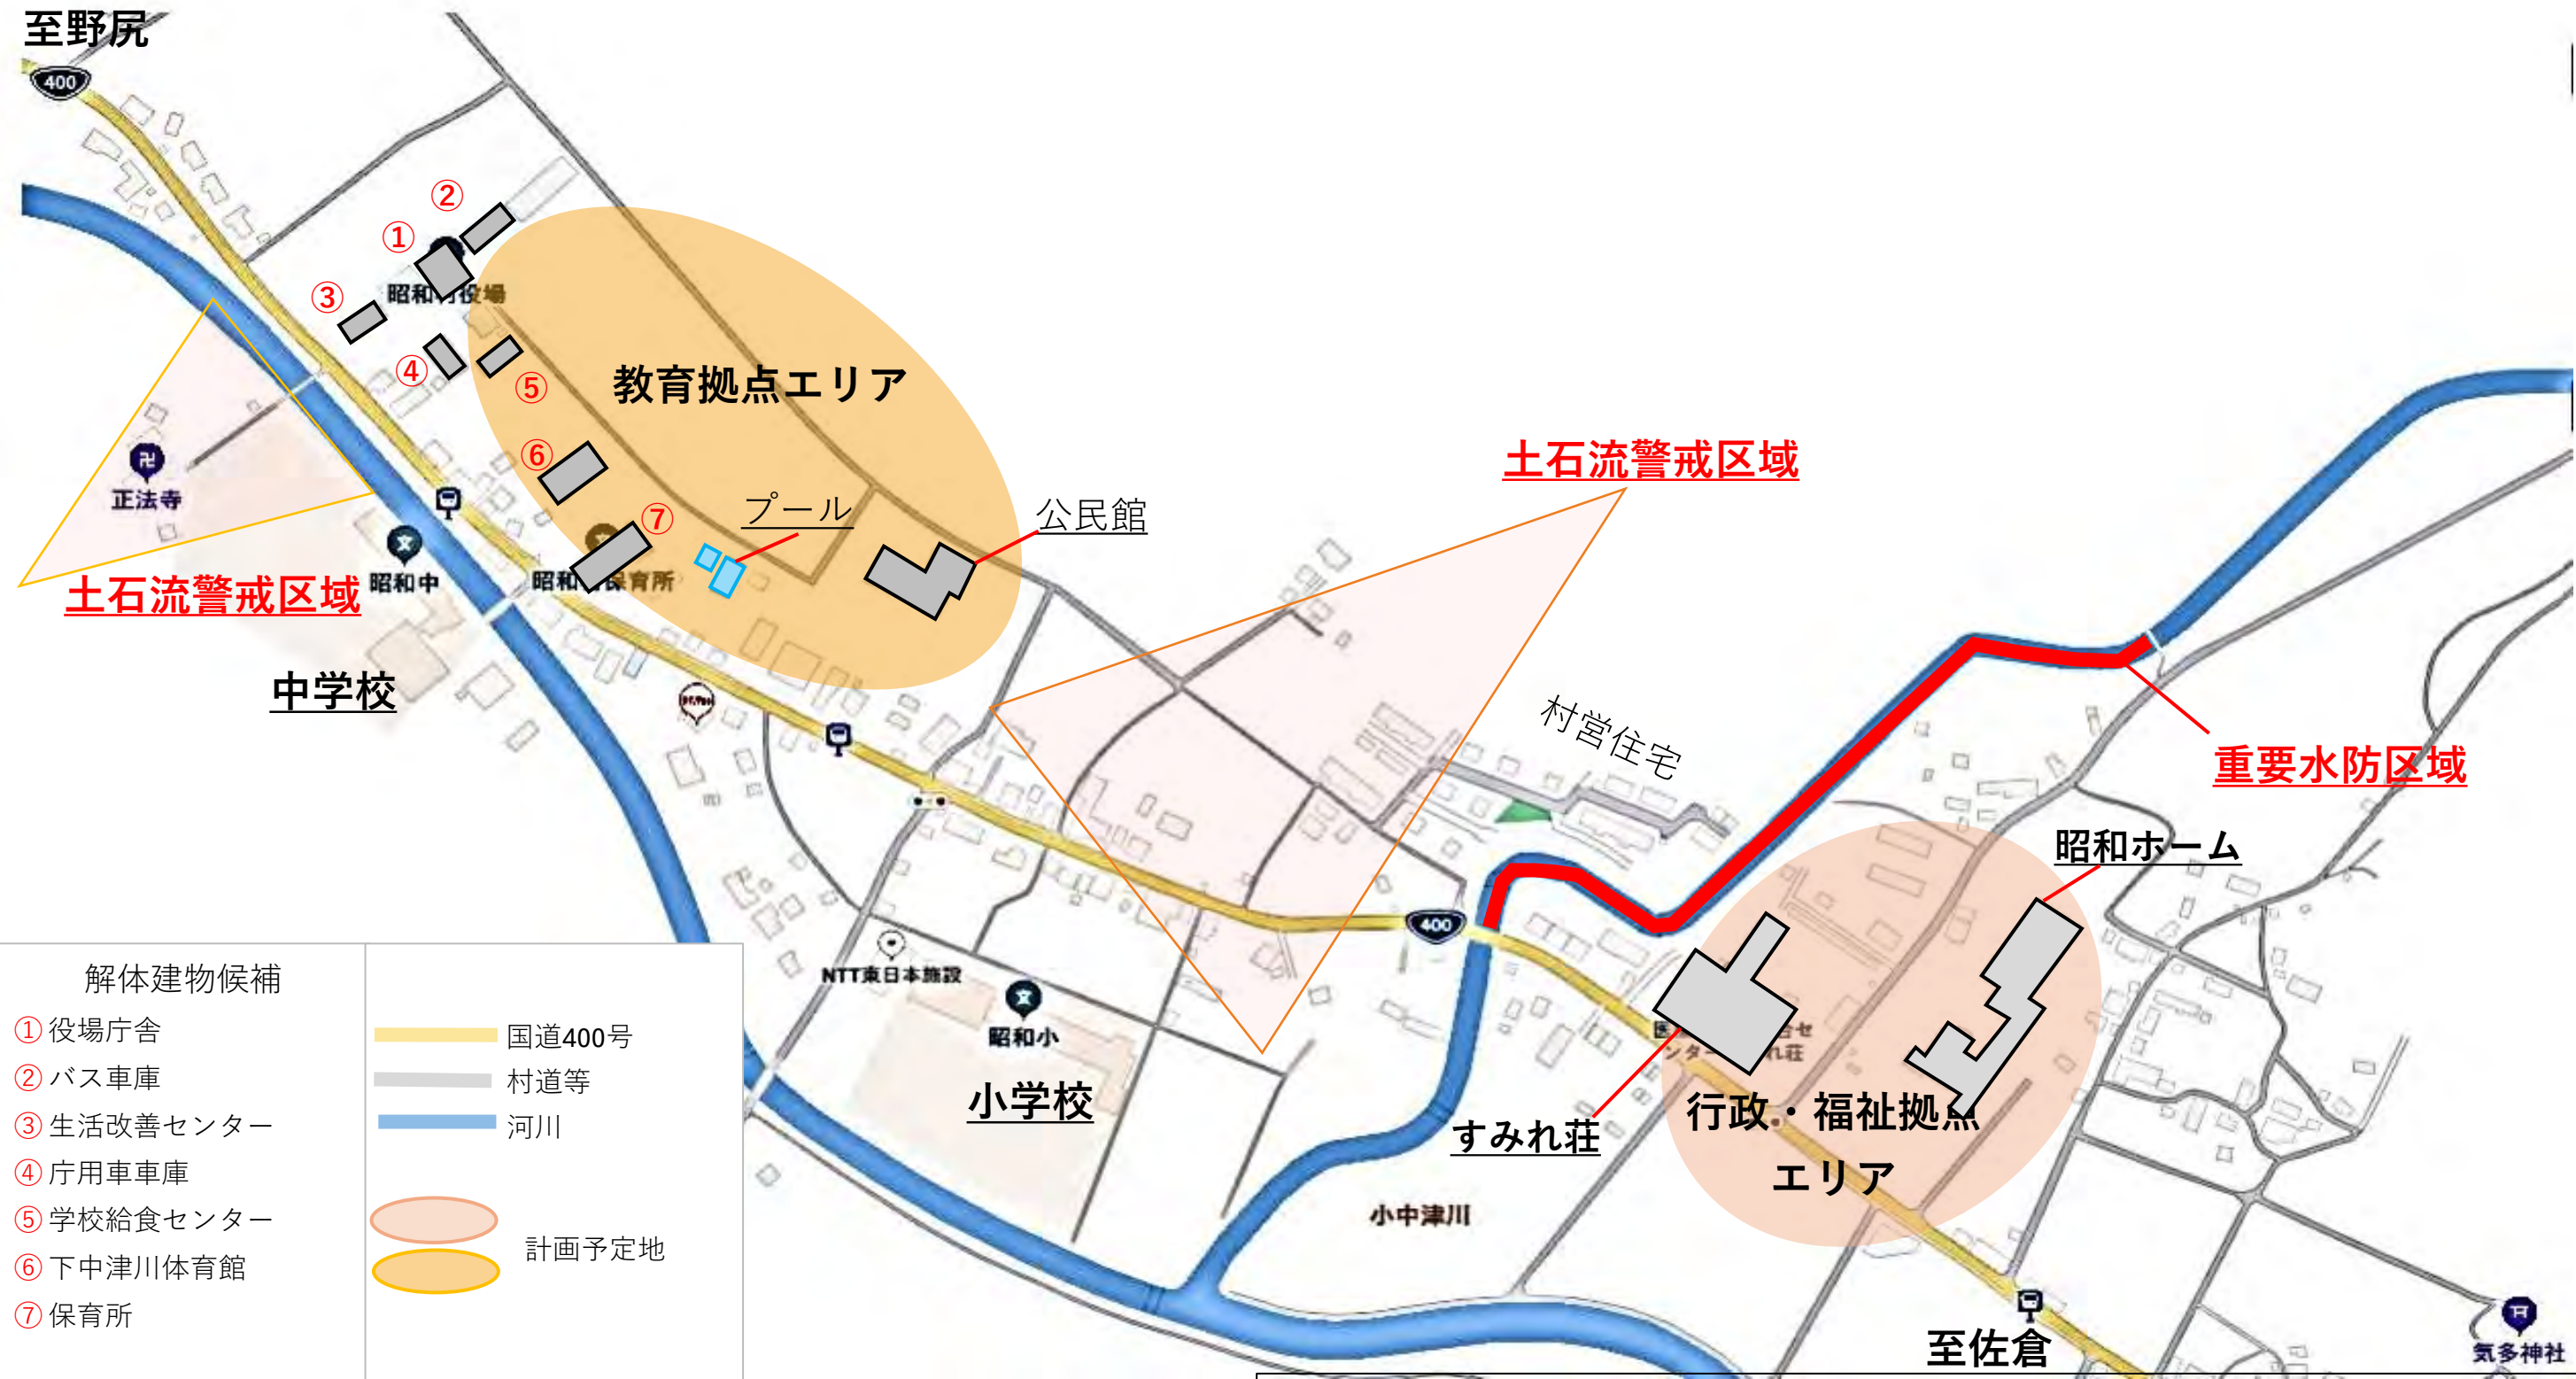 至野尻
400
②
①
昭和村役場
③
④
⑤
教育拠点エリア
⑥
⑦
プール
公民館
土石流警戒区域
正法寺
土石流警戒区域
昭和中
保育所
中学校
村営住宅
重要水防区域
昭和ホーム
400
NTT東日本施設
昭和小
小学校
すみれ荘
行政・福祉拠点
エリア
小中津川
至佐倉
気多神社
解体建物候補
①役場庁舎
②バス車庫
③生活改善センター
④庁用車車庫
⑤学校給食センター
⑥下中津川体育館
⑦保育所
国道400号
村道等
河川
計画予定地